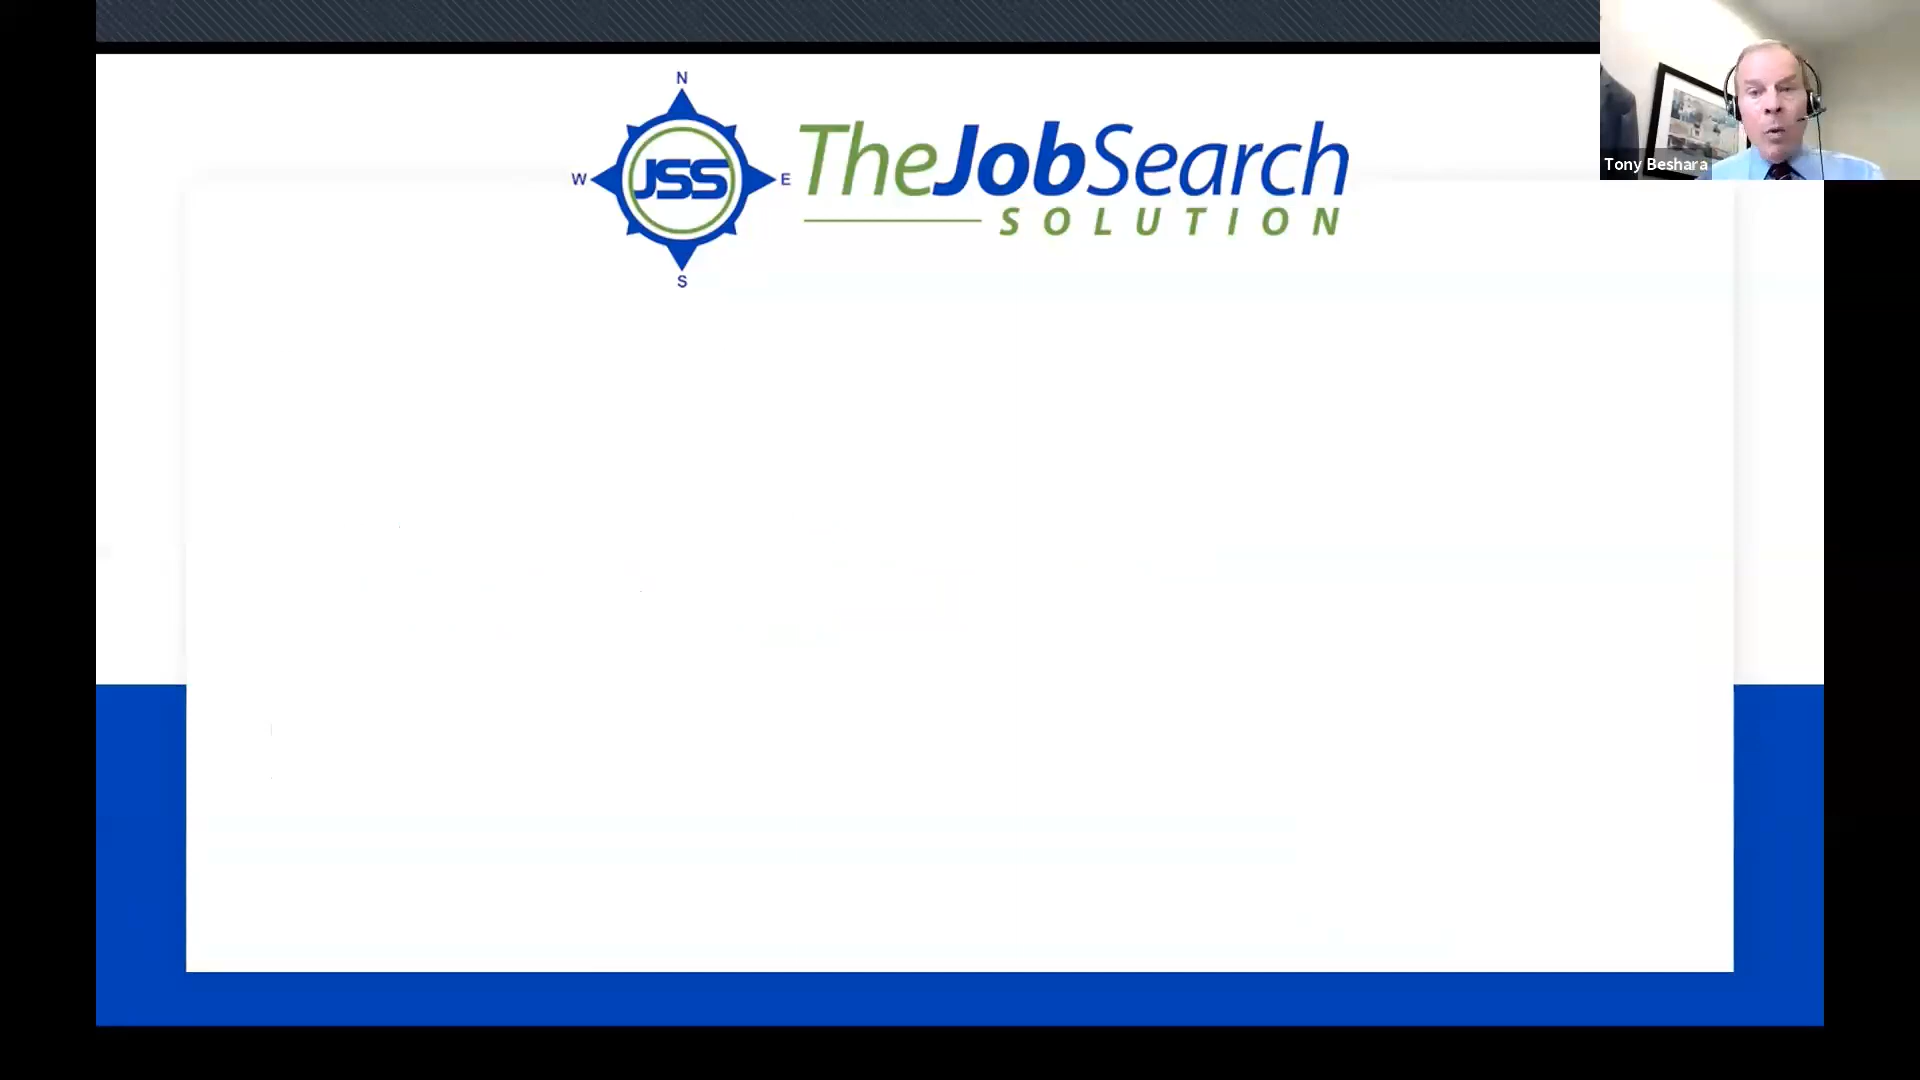 N
W JSS E
S
TheJobSearch
SOLUTION
Tony Beshara